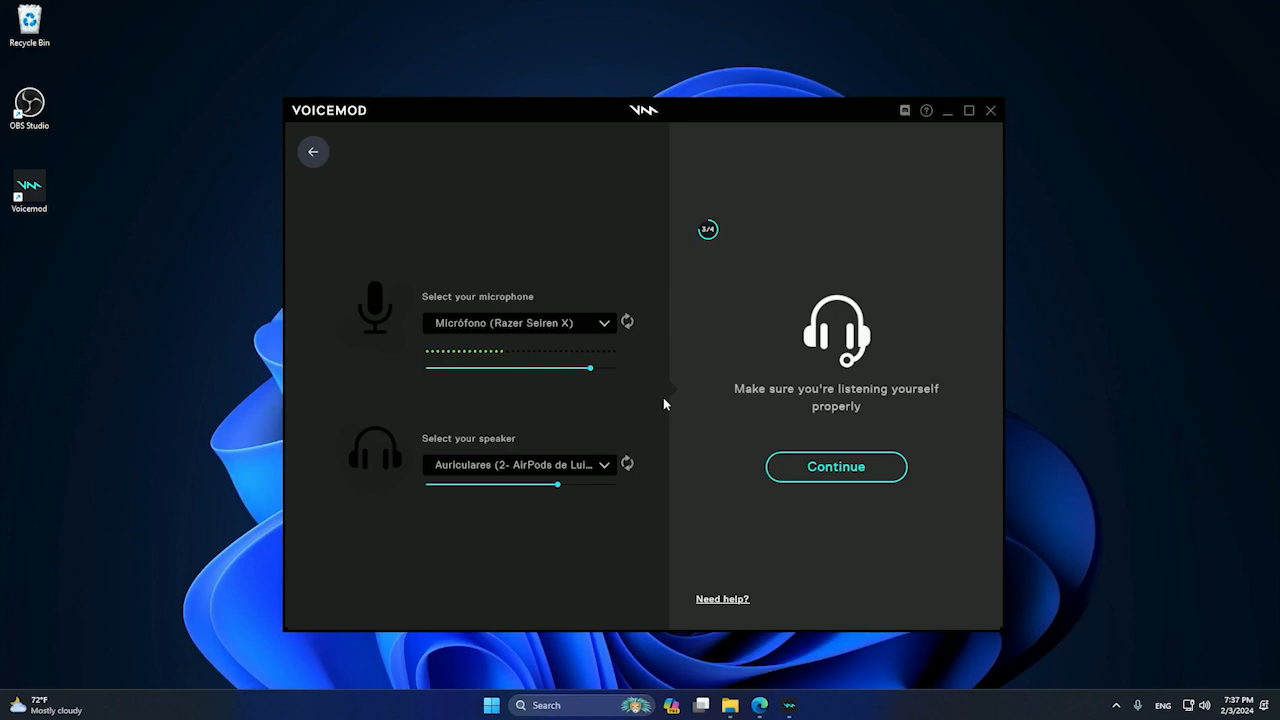 Recycle Bin
OBS Studio
Voicemod
VOICEMOD
3/4
Select your microphone
Micrófono (Razer Seiren X)
Select your speaker
Auriculares (2- AirPods de Lui...
Make sure you're listening yourself
properly
Continue
Need help?
72°F
Mostly cloudy
Search
ENG
7:37 PM
2/3/2024